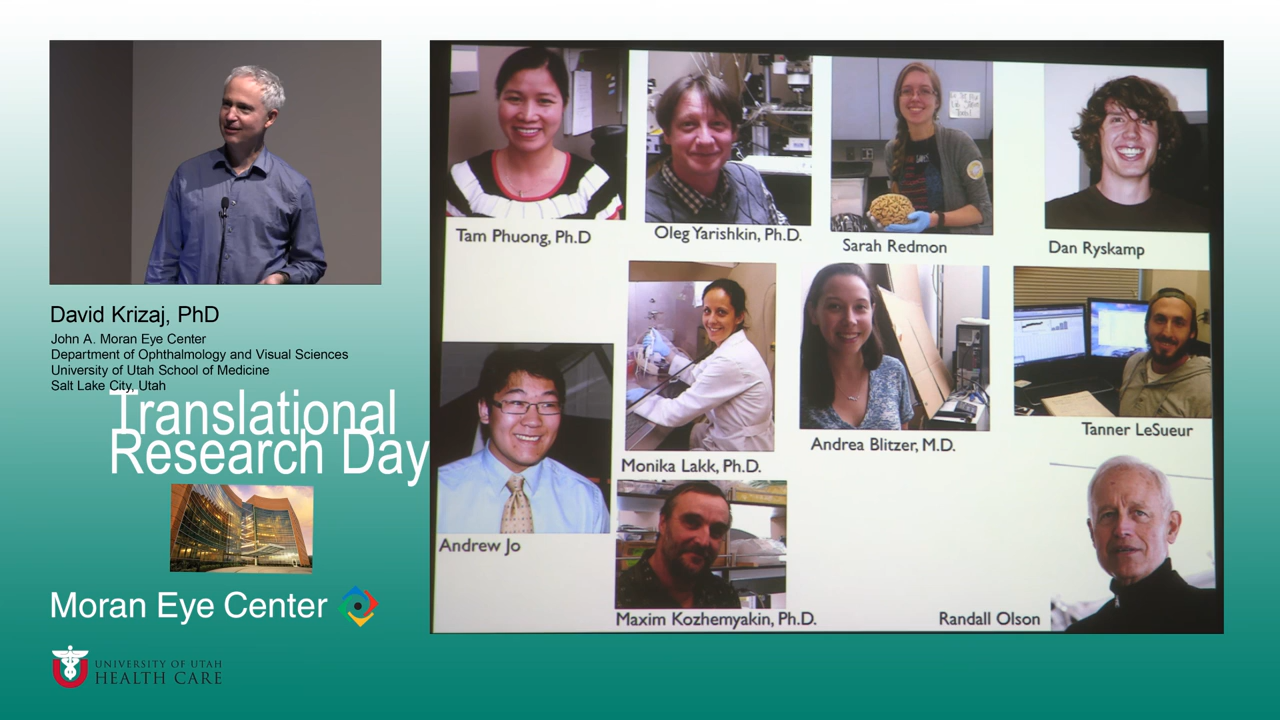 David Krizaj, PhD
John A. Moran Eye Center
Department of Ophthalmology and Visual Sciences
University of Utah School of Medicine
Salt Lake City, Utah
Translational
Research Day
Moran Eye Center
UNIVERSITY OF UTAH
HEALTH CARE
Tam Phuong, Ph.D
Oleg Yarishkin, Ph.D.
Sarah Redmon
Dan Ryskamp
Andrew Jo
Monika Lakk, Ph.D.
Andrea Blitzer, M.D.
Tanner LeSueur
Maxim Kozhemyakin, Ph.D.
Randall Olson